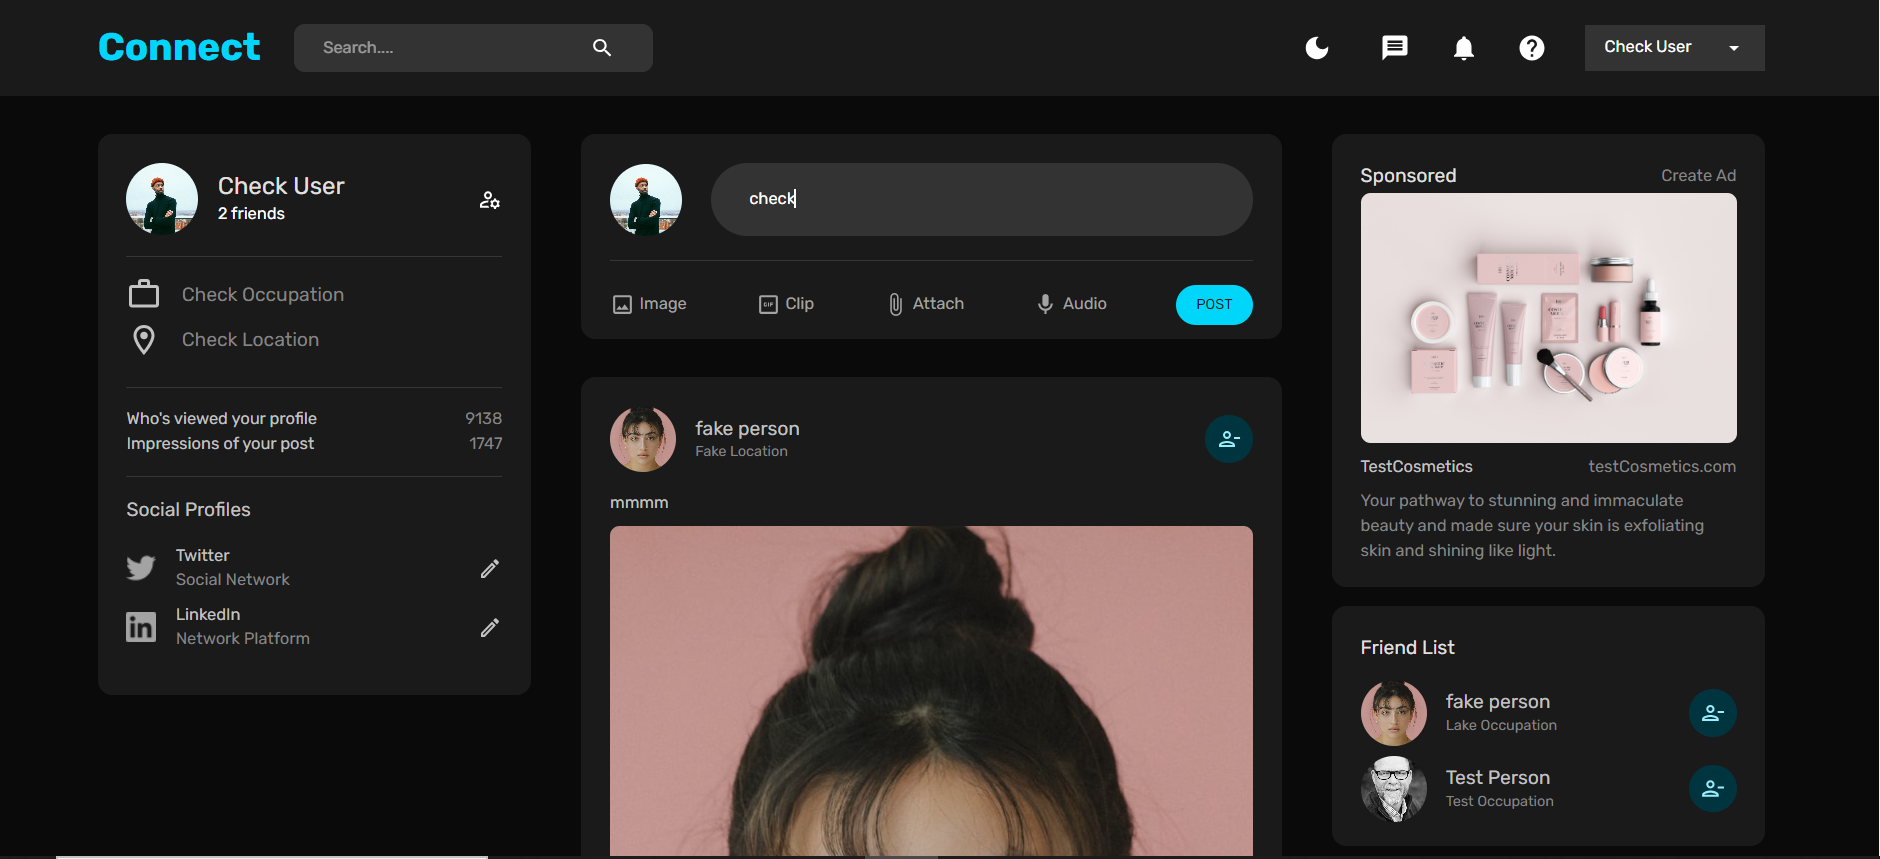 Connect
Search....
Check User
Check User
2 friends
Check Occupation
Check Location
Who's viewed your profile 9138
Impressions of your post 1747
Social Profiles
Twitter
Social Network
LinkedIn
Network Platform
check
Image
GIF Clip
Attach
Audio
POST
fake person
Fake Location
mmmm
Sponsored Create Ad
TestCosmetics testCosmetics.com
Your pathway to stunning and immaculate
beauty and made sure your skin is exfoliating
skin and shining like light.
Friend List
fake person
Lake Occupation
Test Person
Test Occupation